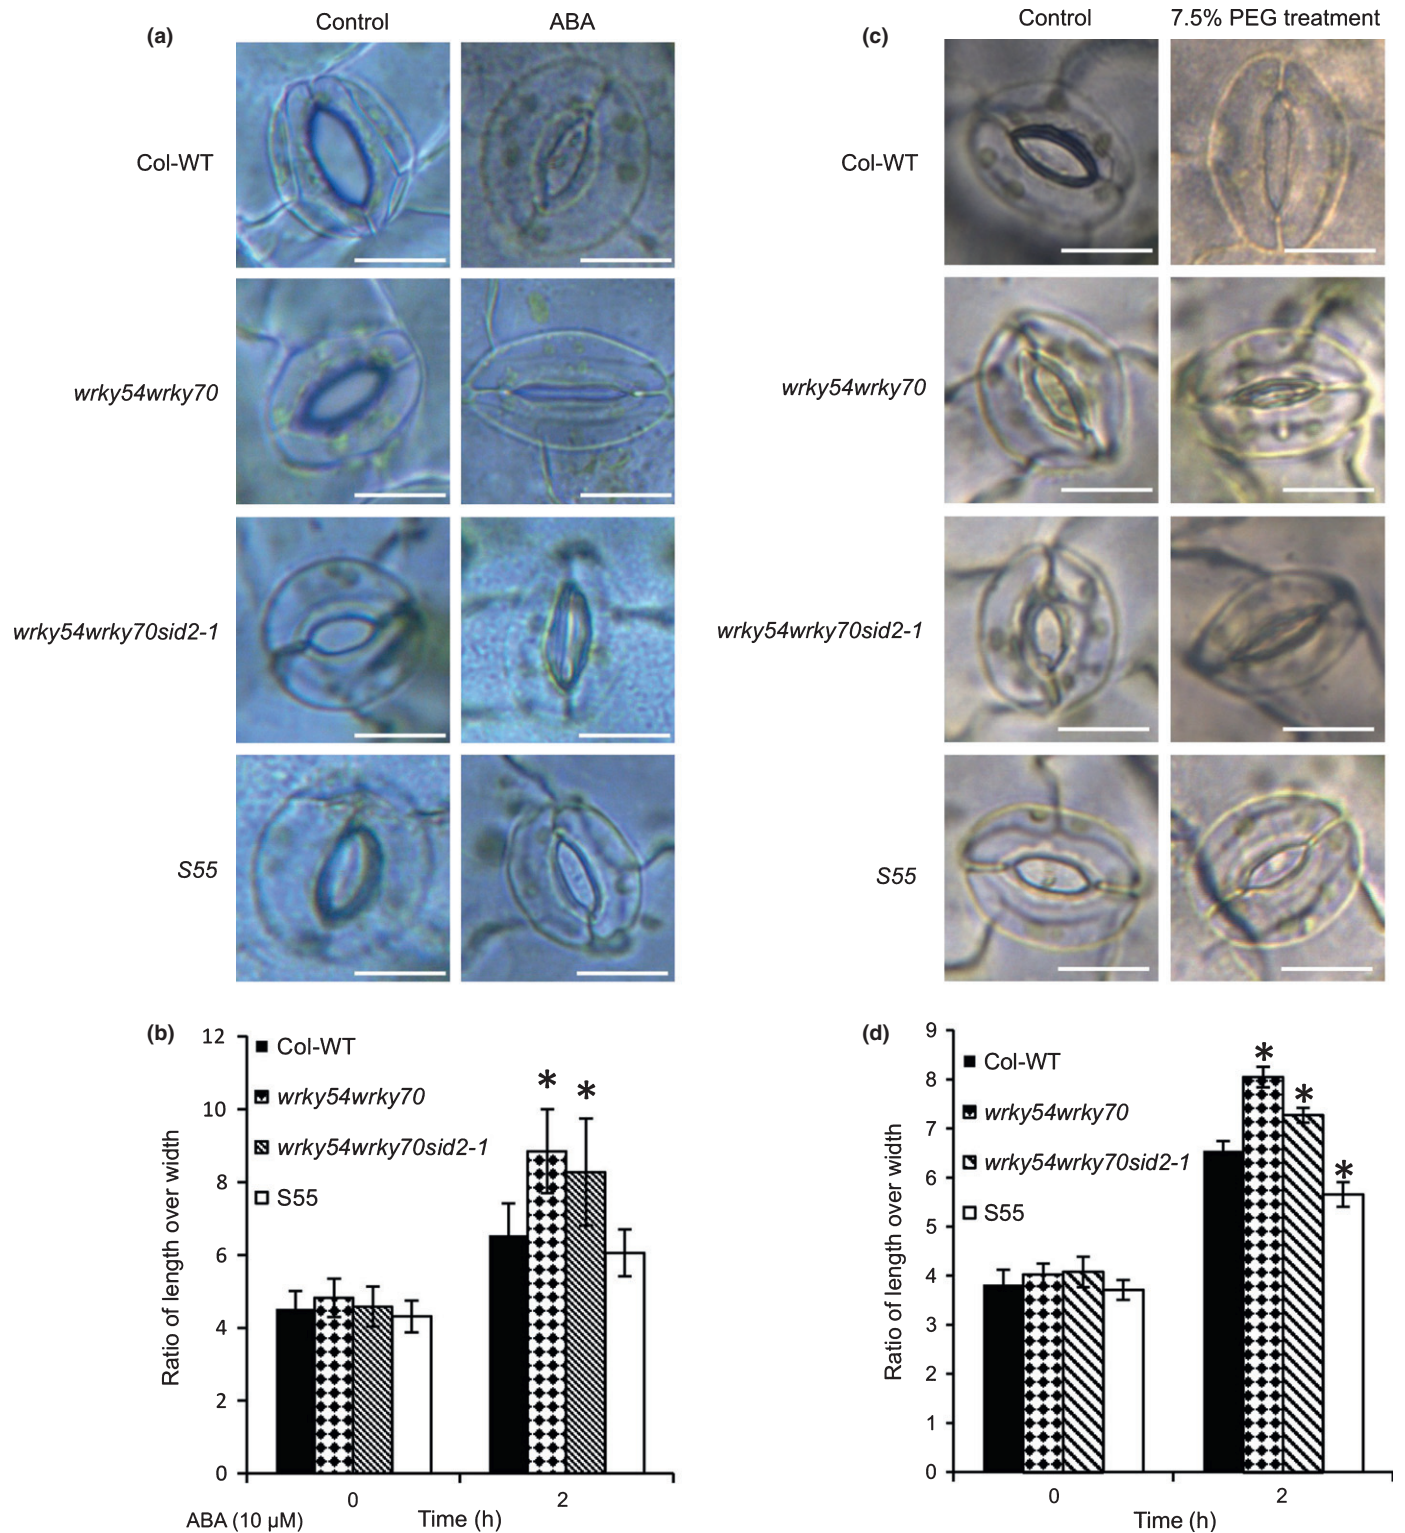 (a)
Control
ABA
Col-WT
wrky54wrky70
wrky54wrky70sid2-1
S55
(c)
Control
7.5% PEG treatment
Col-WT
wrky54wrky70
wrky54wrky70sid2-1
S55
(b)
12
10
8
6
4
2
0
Ratio of length over width
Col-WT
wrky54wrky70
wrky54wrky70sid2-1
S55
* *
0
2
ABA (10 µM)
Time (h)
(d)
9
8
7
6
5
4
3
2
1
0
Ratio of length over width
Col-WT
wrky54wrky70
wrky54wrky70sid2-1
S55
* * *
0
2
Time (h)